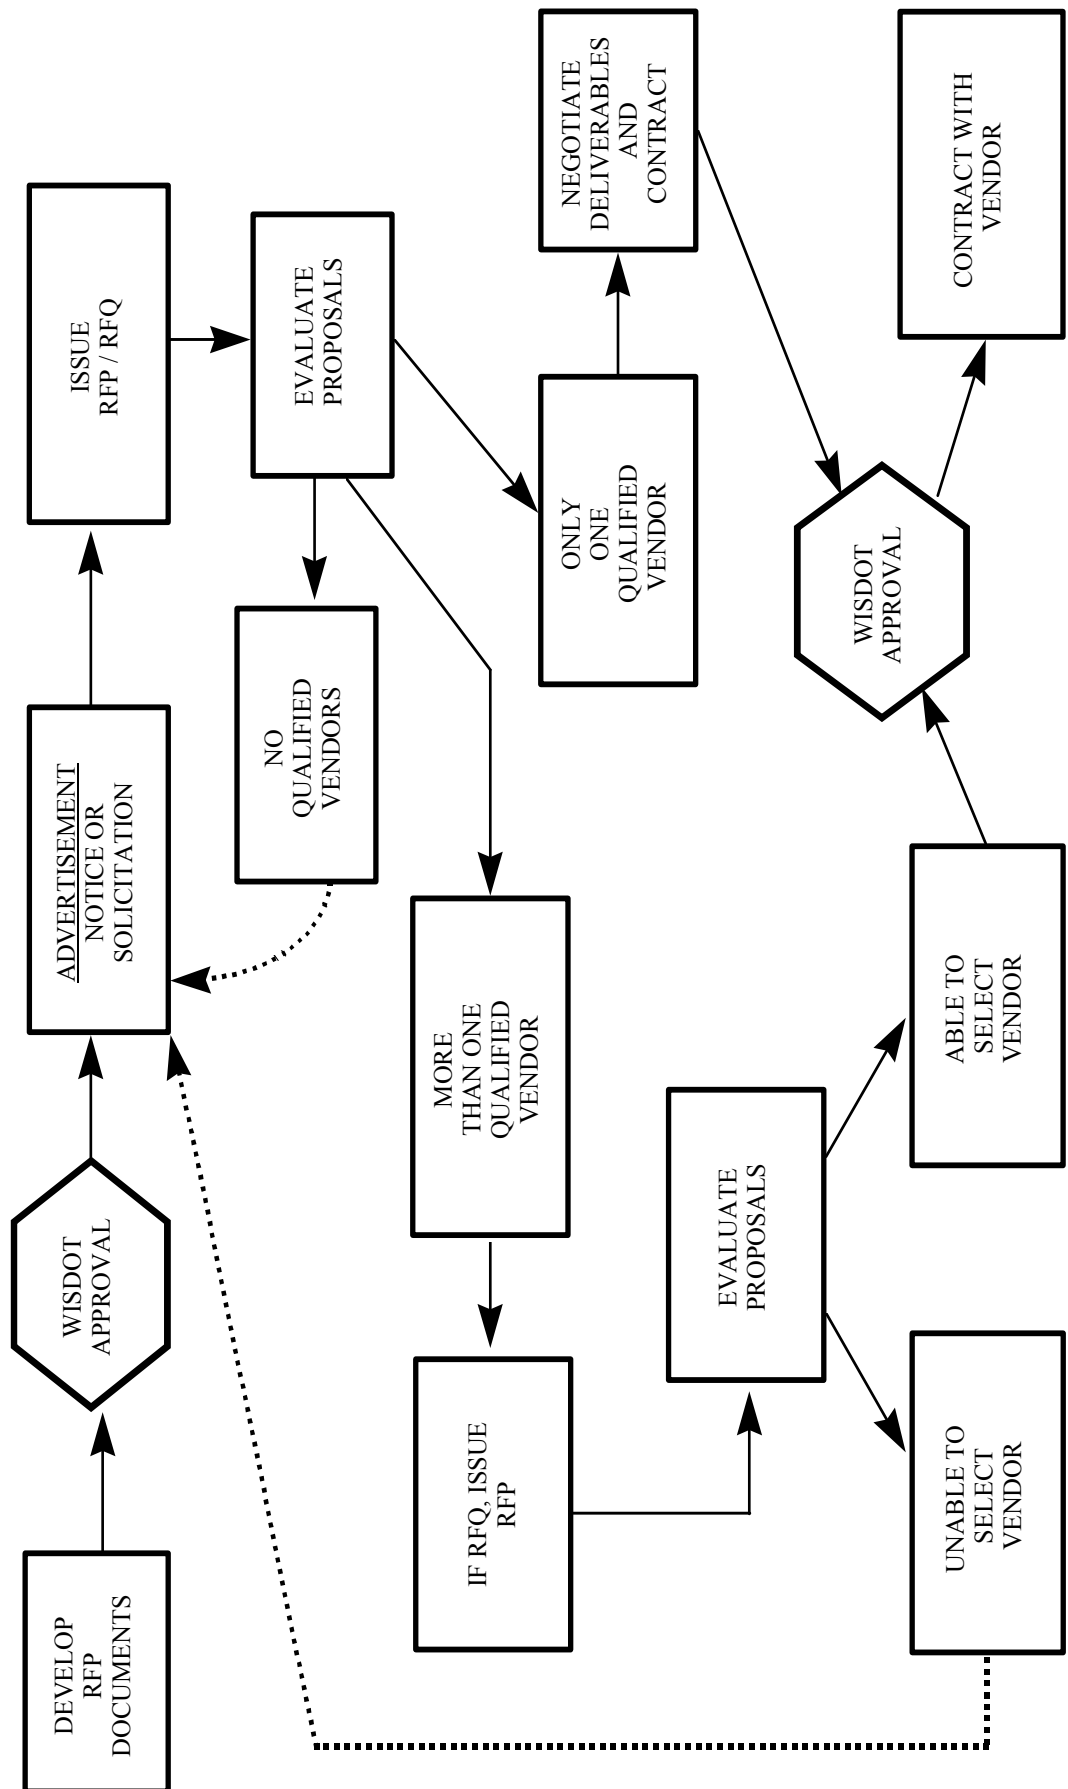 DEVELOP
RFP
DOCUMENTS
WISDOT
APPROVAL
ADVERTISEMENT
NOTICE OR
SOLICITATION
ISSUE
RFP / RFQ
NO
QUALIFIED
VENDORS
EVALUATE
PROPOSALS
IF RFQ, ISSUE
RFP
MORE
THAN ONE
QUALIFIED
VENDOR
ONLY
ONE
QUALIFIED
VENDOR
NEGOTIATE
DELIVERABLES
AND
CONTRACT
EVALUATE
PROPOSALS
UNABLE TO
SELECT
VENDOR
ABLE TO
SELECT
VENDOR
WISDOT
APPROVAL
CONTRACT WITH
VENDOR